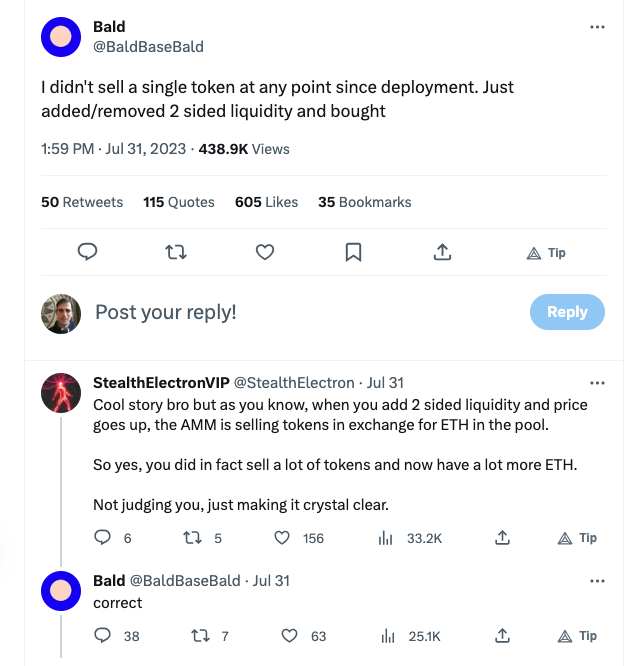 Bald
@BaldBaseBald
I didn't sell a single token at any point since deployment. Just
added/removed 2 sided liquidity and bought
1:59 PM · Jul 31, 2023 · 438.9K Views
50 Retweets 115 Quotes 605 Likes 35 Bookmarks
Tip
Post your reply!
Reply
StealthElectronVIP @StealthElectron · Jul 31
Cool story bro but as you know, when you add 2 sided liquidity and price
goes up, the AMM is selling tokens in exchange for ETH in the pool.
So yes, you did in fact sell a lot of tokens and now have a lot more ETH.
Not judging you, just making it crystal clear.
6 5 156 33.2K Tip
Bald @BaldBaseBald · Jul 31
correct
38 7 63 25.1K Tip